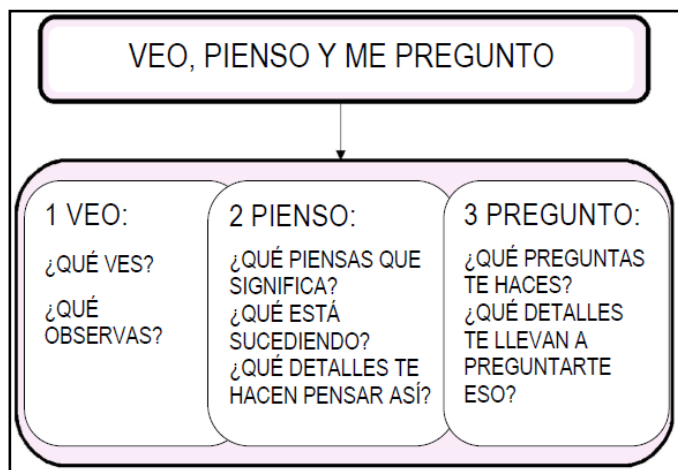 VEO, PIENSO Y ME PREGUNTO
1 VEO:
¿QUÉ VES?
¿QUÉ
OBSERVAS?
2 PIENSO:
¿QUÉ PIENSAS QUE
SIGNIFICA?
¿QUÉ ESTÁ
SUCEDIENDO?
¿QUÉ DETALLES TE
HACEN PENSAR ASÍ?
3 PREGUNTO:
¿QUÉ PREGUNTAS
TE HACES?
¿QUÉ DETALLES
TE LLEVAN A
PREGUNTARTE
ESO?